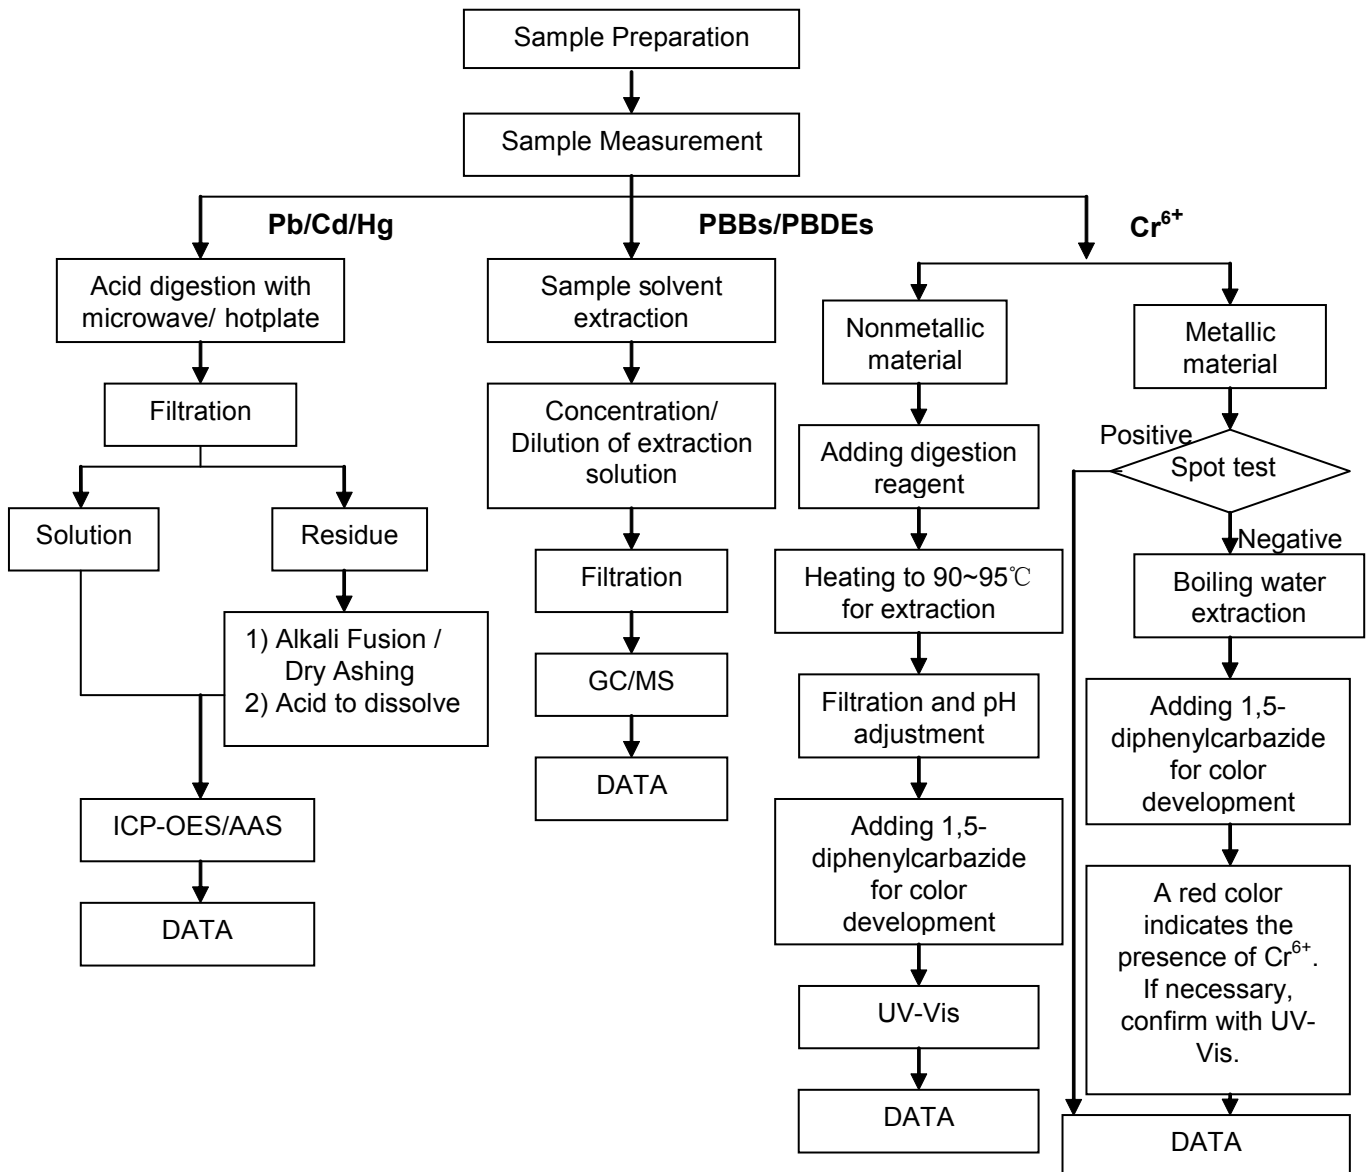 Sample Preparation
Sample Measurement
Pb/Cd/Hg
PBBs/PBDEs
Cr⁶⁺
Acid digestion with
microwave/ hotplate
Filtration
Solution
Residue
1) Alkali Fusion /
Dry Ashing
2) Acid to dissolve
ICP-OES/AAS
DATA
Sample solvent
extraction
Concentration/
Dilution of extraction
solution
Filtration
GC/MS
DATA
Nonmetallic
material
Adding digestion
reagent
Heating to 90~95℃
for extraction
Filtration and pH
adjustment
Adding 1,5-
diphenylcarbazide
for color
development
UV-Vis
DATA
Metallic
material
Positive
Spot test
Negative
Boiling water
extraction
Adding 1,5-
diphenylcarbazide
for color
development
A red color
indicates the
presence of Cr⁶⁺.
If necessary,
confirm with UV-
Vis.
DATA